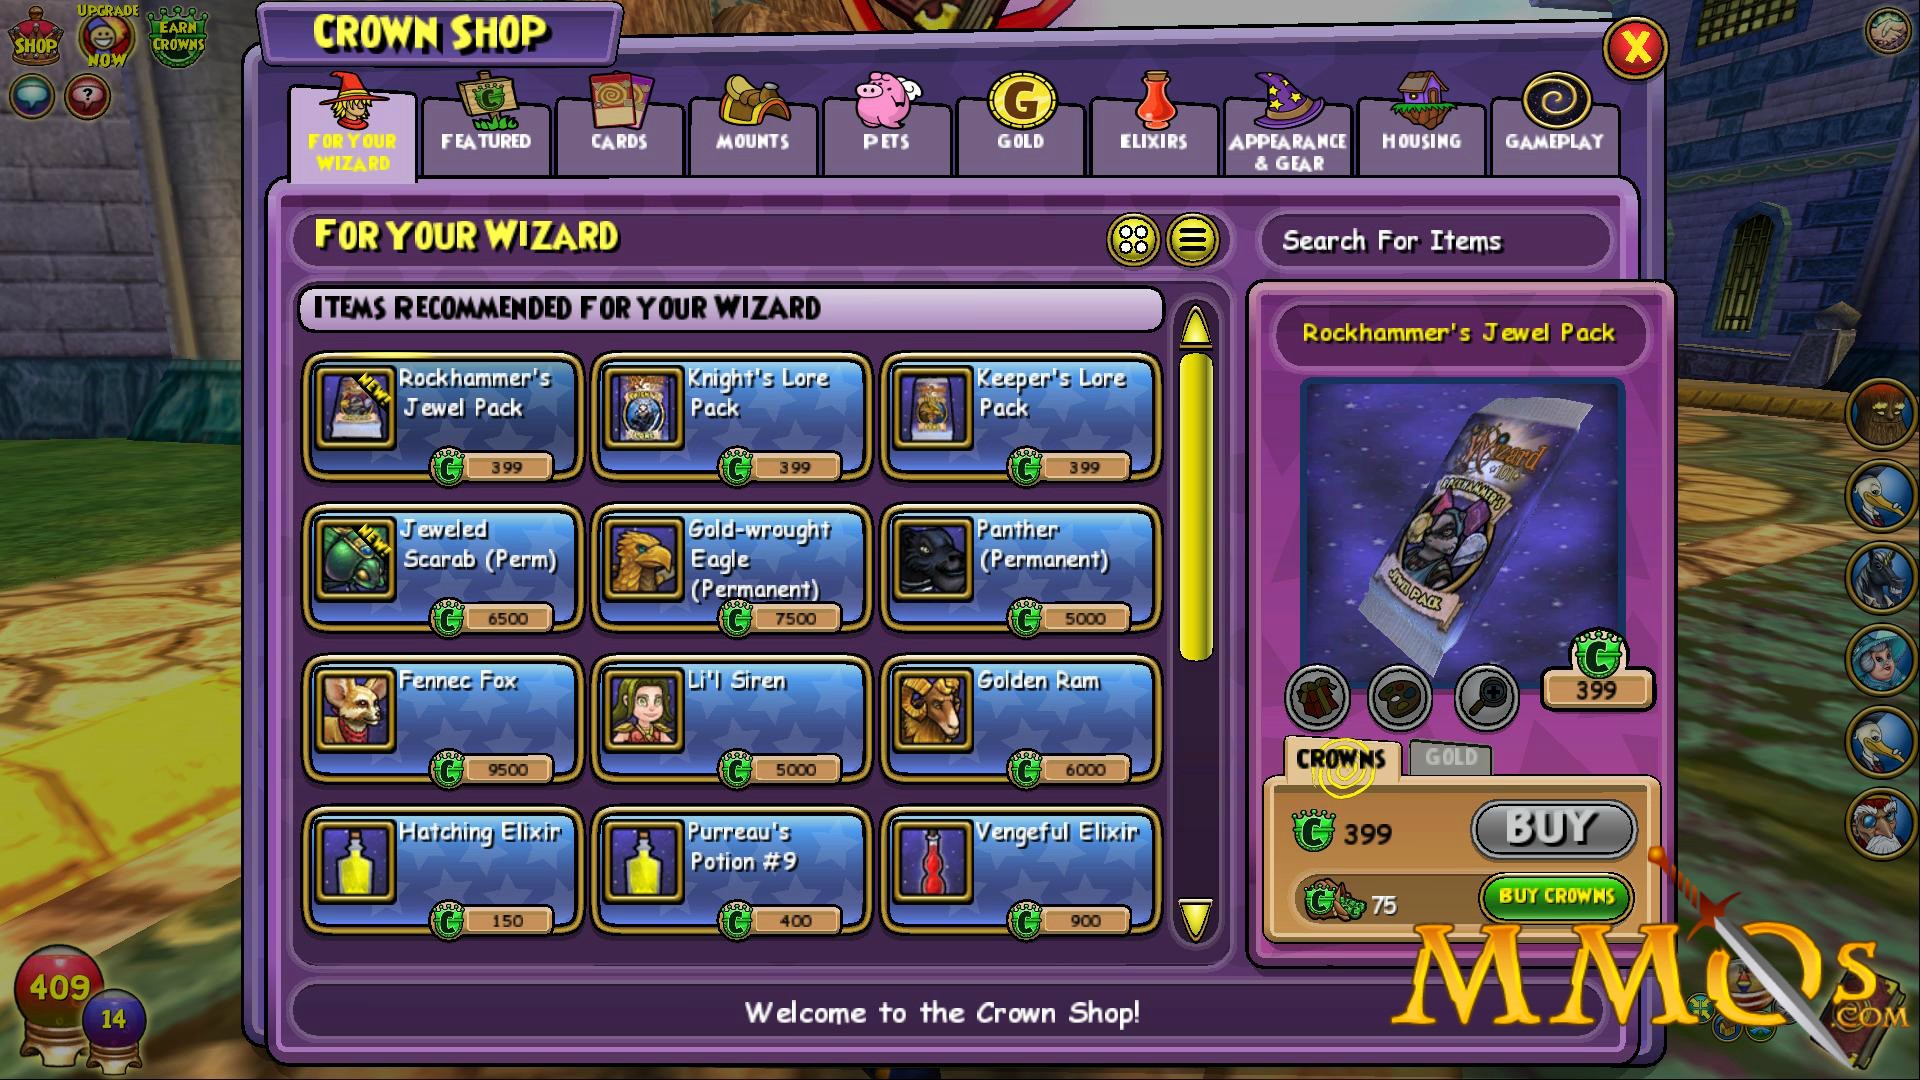 SHOP
UPGRADE
NOW
EARN
CROWNS
CROWN SHOP
X
FOR YOUR
WIZARD
FEATURED
CARDS
MOUNTS
PETS
G
GOLD
ELIXIRS
APPEARANCE
& GEAR
HOUSING
GAMEPLAY
FOR YOUR WIZARD
Search For Items
ITEMS RECOMMENDED FOR YOUR WIZARD
NEW!
Rockhammer's
Jewel Pack
399
Knight's Lore
Pack
399
Keeper's Lore
Pack
399
NEW!
Jeweled
Scarab (Perm)
6500
Gold-wrought
Eagle
(Permanent)
7500
Panther
(Permanent)
5000
Fennec Fox
9500
Li'l Siren
5000
Golden Ram
6000
Hatching Elixir
150
Purreau's
Potion #9
400
Vengeful Elixir
900
Rockhammer's Jewel Pack
Wizard
101
ROCKHAMMER'S
JEWEL PACK
399
CROWNS
GOLD
399
BUY
75
BUY CROWNS
Welcome to the Crown Shop!
409
14
MMOs
.COM